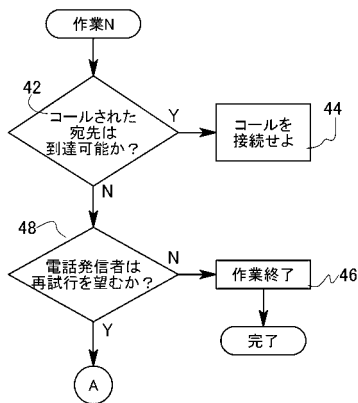 作業N
42
コールされた
宛先は
到達可能か?
Y
コールを
接続せよ
44
N
48
電話発信者は
再試行を望むか?
N
作業終了
46
Y
完了
A